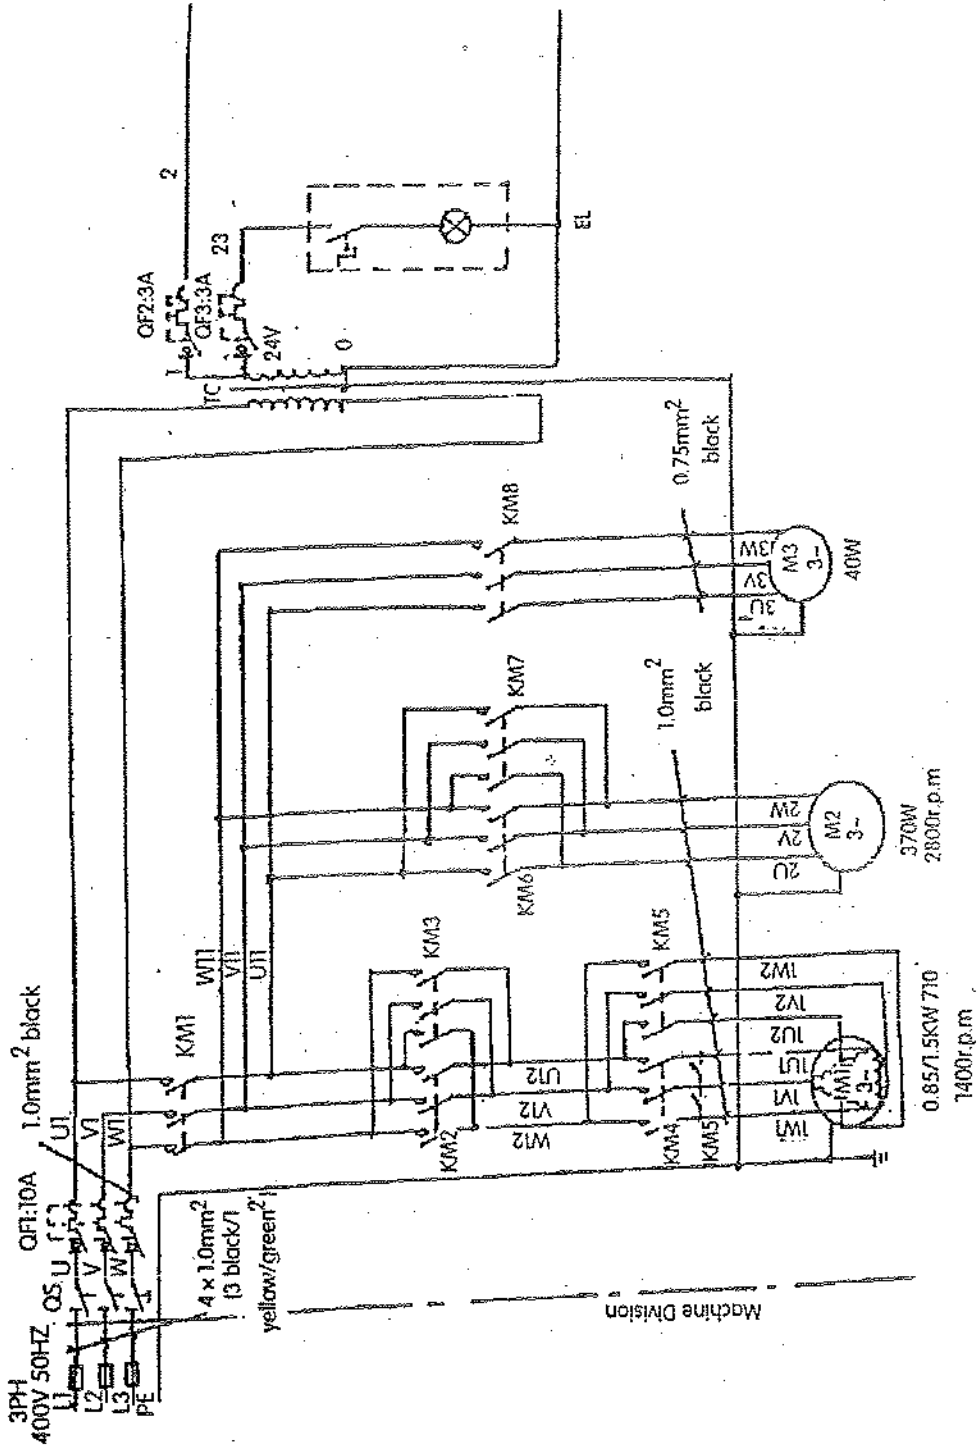 3PH
400V 50HZ
L1
L2
L3
PE
QS
U
V
W
QF1:10A
1.0mm² black
U1
V1
W1
4 x 1.0mm²
(3 black/1
yellow/green²)
Machine Division
KM1
W11
V11
U11
KM2
KM3
U12
V12
W12
KM4
KM5
KM5
1W2
1V2
1U2
1U1
1V1
1W1
M1
3~
0.85/1.5KW 710
1400r.p.m
KM6
KM7
1.0mm²
black
2W
2V
2U
M2
3~
370W
2800r.p.m
KM8
0.75mm²
black
3W
3V
3U
M3
3~
40W
TC
1
QF2:3A
2
QF3:3A
23
24V
0
EL